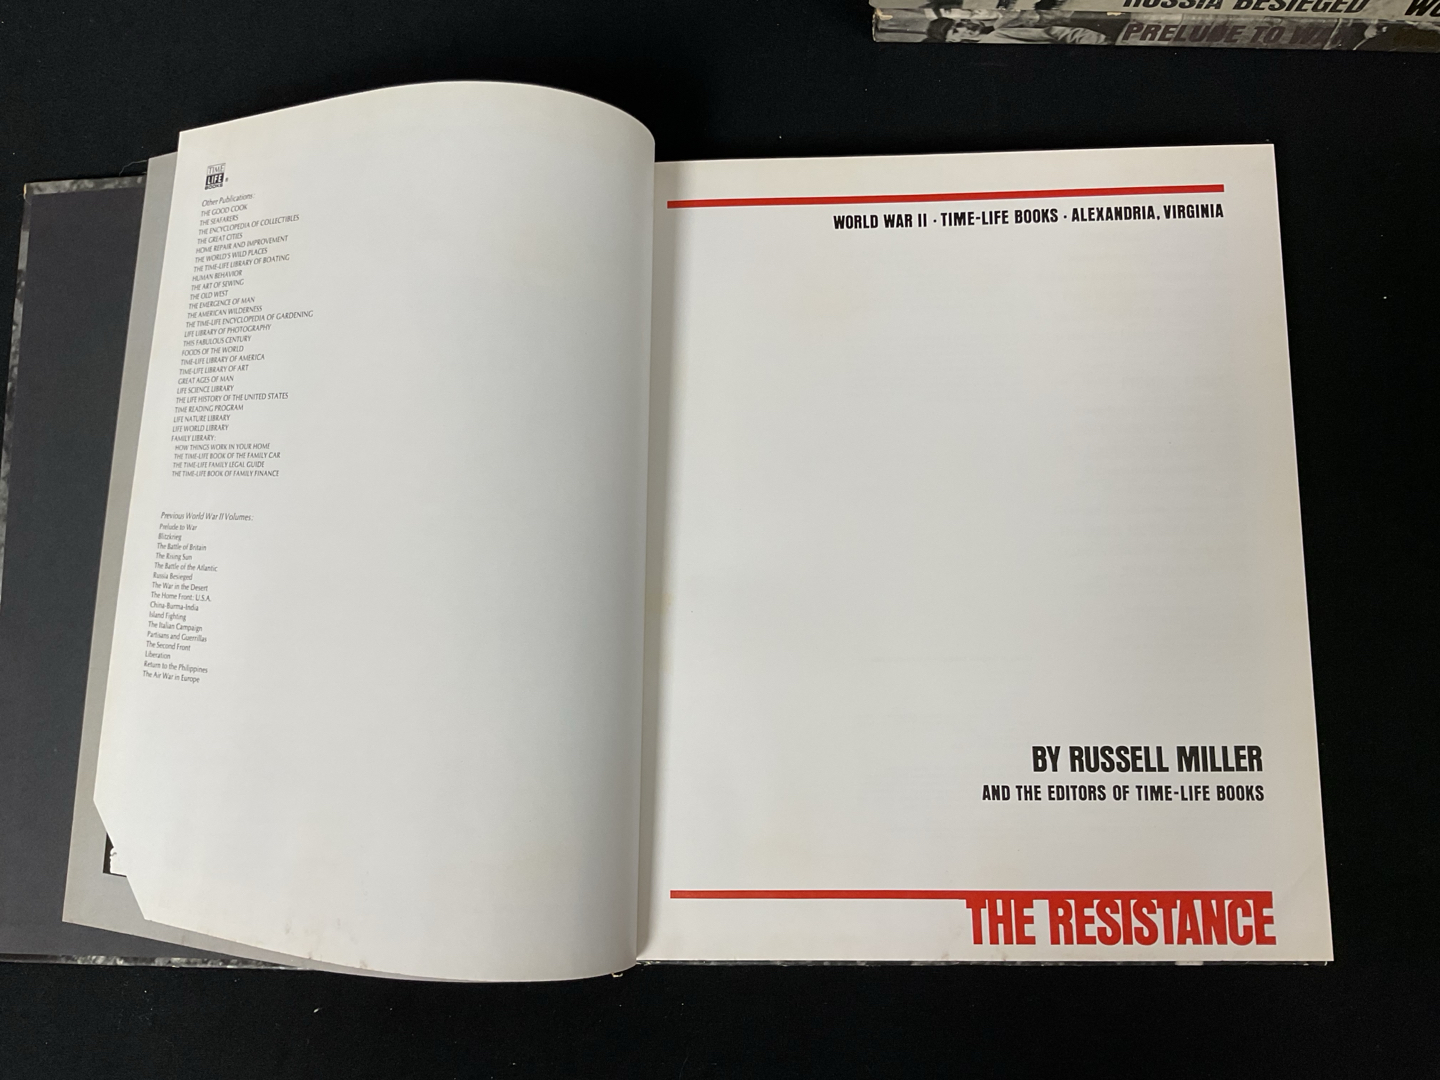 RUSSIA BESIEGED
PRELUDE TO WAR
TIME
LIFE
BOOKS
®
Other Publications:
THE GOOD COOK
THE SEAFARERS
THE ENCYCLOPEDIA OF COLLECTIBLES
THE GREAT CITIES
HOME REPAIR AND IMPROVEMENT
THE WORLD'S WILD PLACES
THE TIME-LIFE LIBRARY OF BOATING
HUMAN BEHAVIOR
THE ART OF SEWING
THE OLD WEST
THE EMERGENCE OF MAN
THE AMERICAN WILDERNESS
THE TIME-LIFE ENCYCLOPEDIA OF GARDENING
LIFE LIBRARY OF PHOTOGRAPHY
THIS FABULOUS CENTURY
FOODS OF THE WORLD
TIME-LIFE LIBRARY OF AMERICA
TIME-LIFE LIBRARY OF ART
GREAT AGES OF MAN
LIFE SCIENCE LIBRARY
THE LIFE HISTORY OF THE UNITED STATES
TIME READING PROGRAM
LIFE NATURE LIBRARY
LIFE WORLD LIBRARY
FAMILY LIBRARY:
HOW THINGS WORK IN YOUR HOME
THE TIME-LIFE BOOK OF THE FAMILY CAR
THE TIME-LIFE FAMILY LEGAL GUIDE
THE TIME-LIFE BOOK OF FAMILY FINANCE
Previous World War II Volumes:
Prelude to War
Blitzkrieg
The Battle of Britain
The Rising Sun
The Battle of the Atlantic
Russia Besieged
The War in the Desert
The Home Front: U.S.A.
China-Burma-India
Island Fighting
The Italian Campaign
Partisans and Guerrillas
The Second Front
Liberation
Return to the Philippines
The Air War in Europe
WORLD WAR II · TIME-LIFE BOOKS · ALEXANDRIA, VIRGINIA
BY RUSSELL MILLER
AND THE EDITORS OF TIME-LIFE BOOKS
THE RESISTANCE